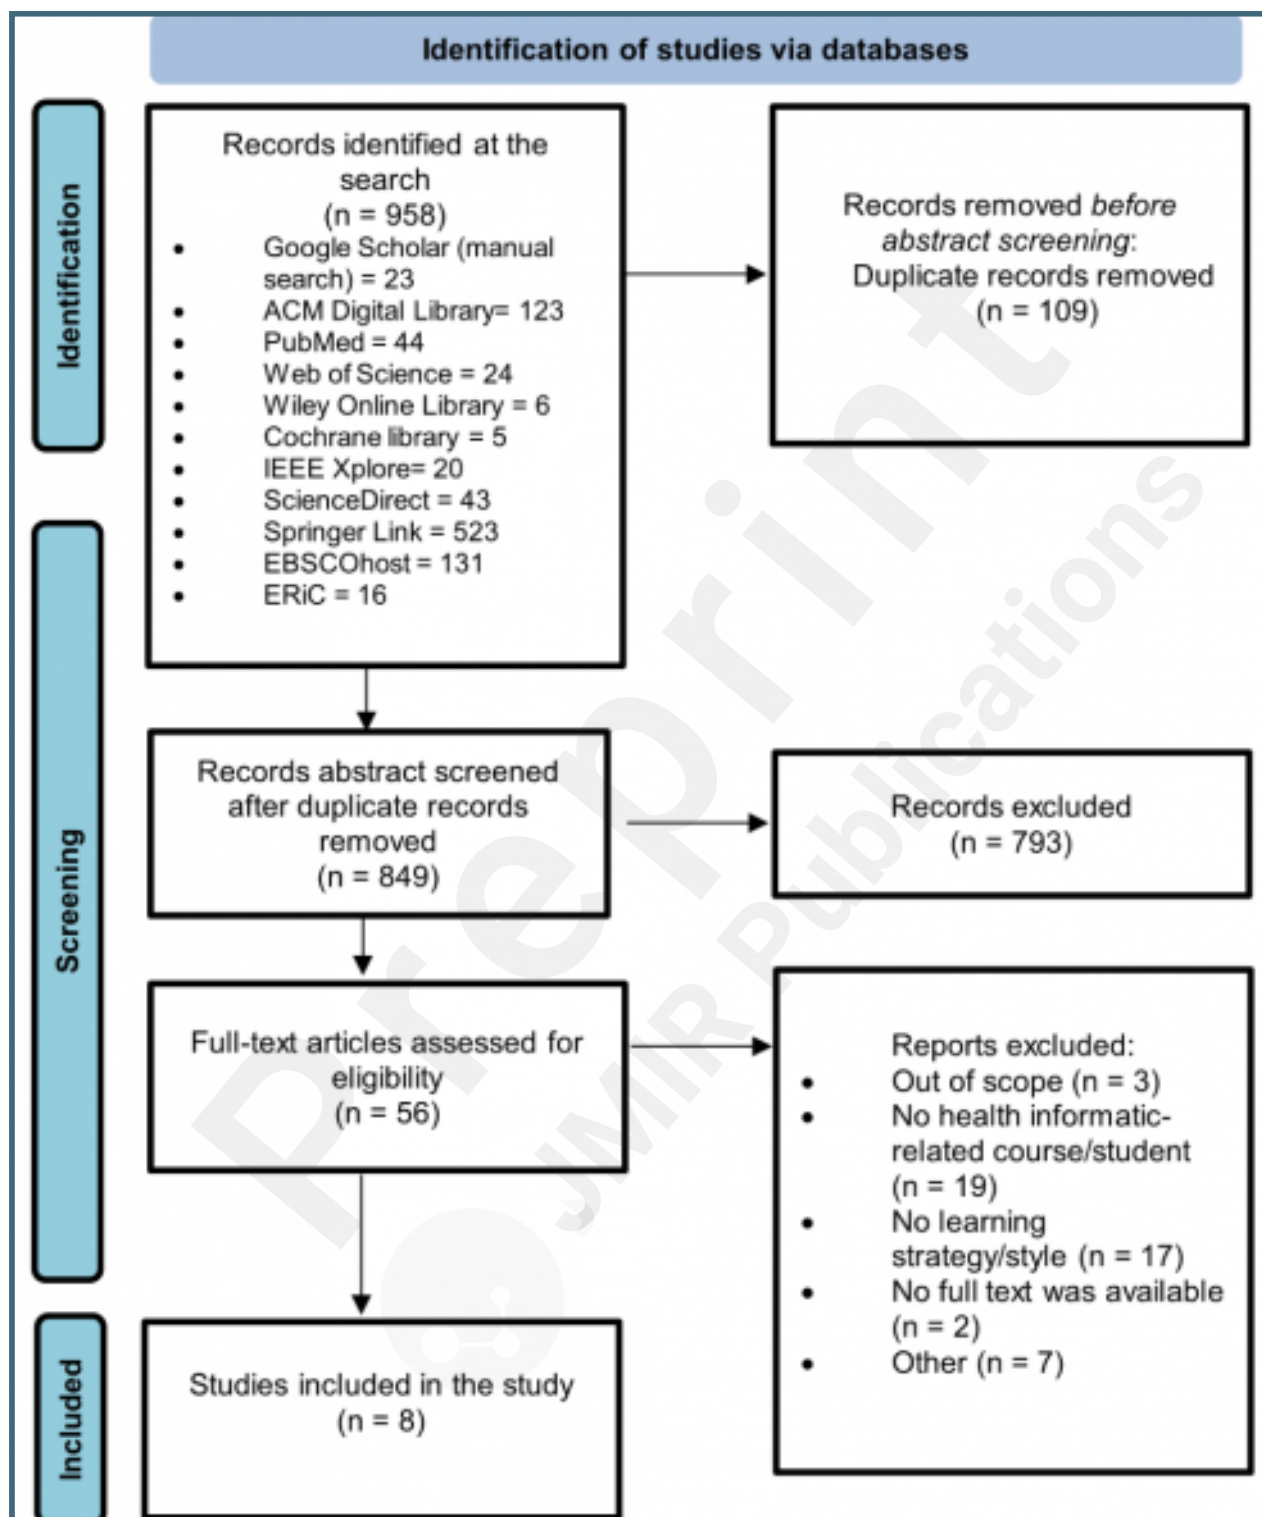 Identification of studies via databases
Identification
Records identified at the
search
(n = 958)
• Google Scholar (manual
search) = 23
• ACM Digital Library= 123
• PubMed = 44
• Web of Science = 24
• Wiley Online Library = 6
• Cochrane library = 5
• IEEE Xplore= 20
• ScienceDirect = 43
• Springer Link = 523
• EBSCOhost = 131
• ERiC = 16
Records removed before
abstract screening:
Duplicate records removed
(n = 109)
Screening
Records abstract screened
after duplicate records
removed
(n = 849)
Records excluded
(n = 793)
Full-text articles assessed for
eligibility
(n = 56)
Reports excluded:
• Out of scope (n = 3)
• No health informatic-
related course/student
(n = 19)
• No learning
strategy/style (n = 17)
• No full text was available
(n = 2)
• Other (n = 7)
Included
Studies included in the study
(n = 8)
Preprint
JMIR Publications